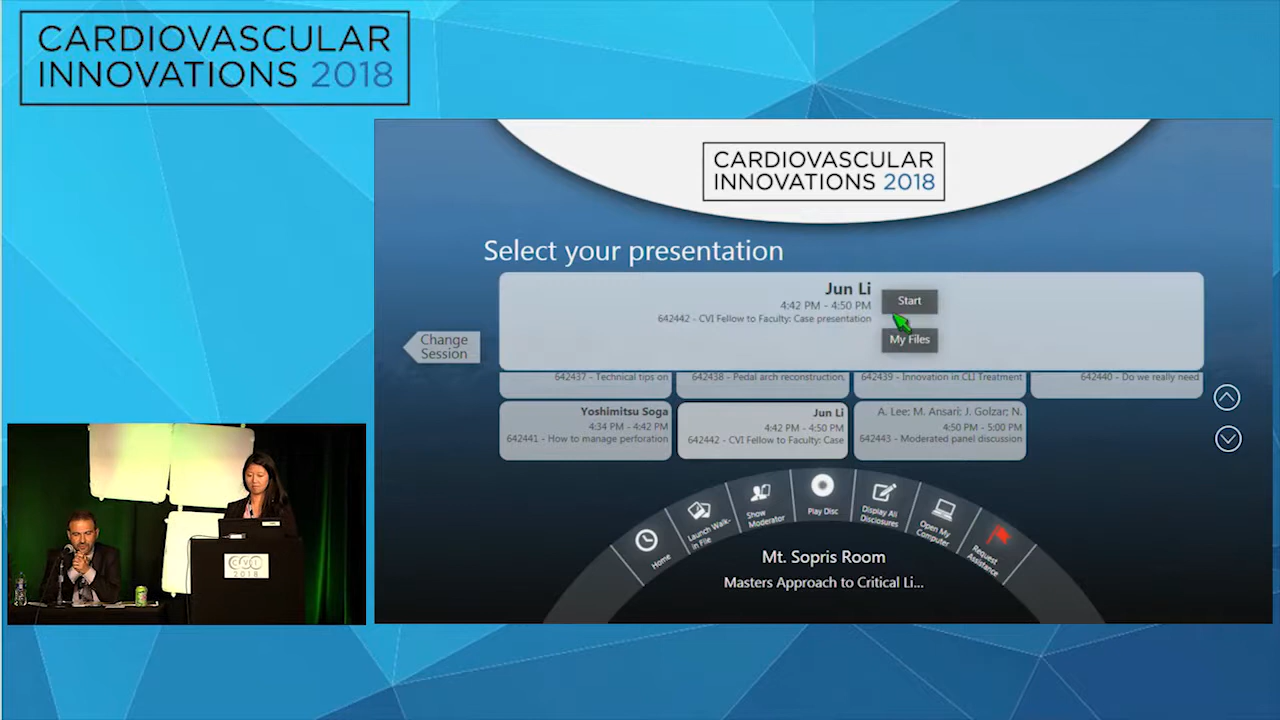 CARDIOVASCULAR
INNOVATIONS 2018
CARDIOVASCULAR
INNOVATIONS 2018
Select your presentation
Jun Li
4:42 PM - 4:50 PM
642442 - CVI Fellow to Faculty: Case presentation
Start
My Files
Change
Session
642437 - Technical tips on
642438 - Pedal arch reconstruction,
642439 - Innovation in CLI Treatment
642440 - Do we really need
Yoshimitsu Soga
4:34 PM - 4:42 PM
642441 - How to manage perforation
Jun Li
4:42 PM - 4:50 PM
642442 - CVI Fellow to Faculty: Case
A. Lee; M. Ansari; J. Golzar; N.
4:50 PM - 5:00 PM
642443 - Moderated panel discussion
Home
Launch Walk-
in File
Show
Moderator
Play Disc
Display All
Disclosures
Open My
Computer
Request
Assistance
Mt. Sopris Room
Masters Approach to Critical Li...
CVI
2018